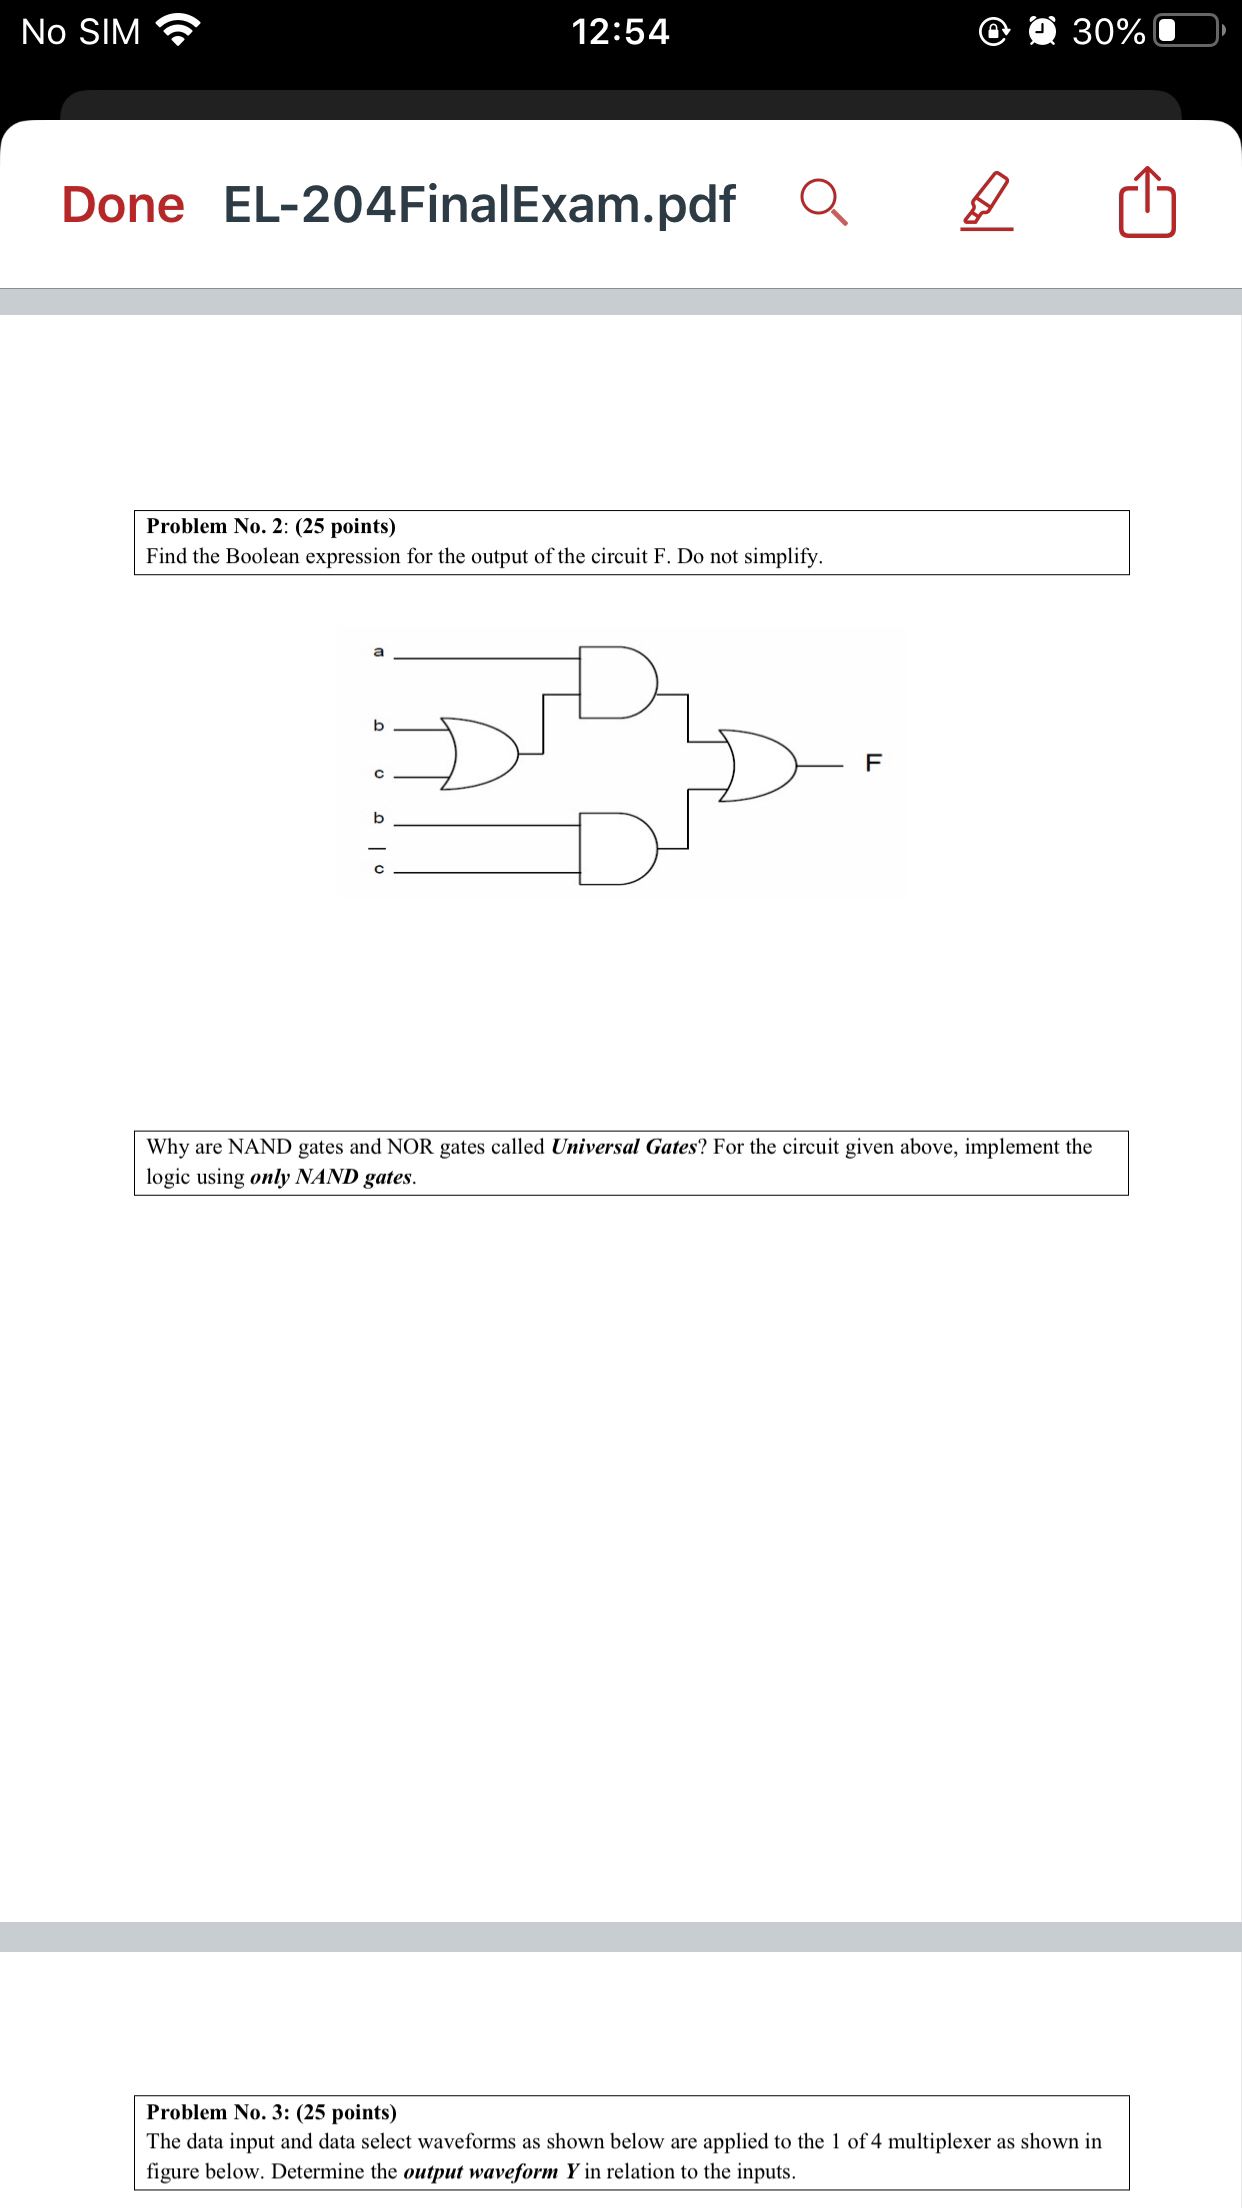 No SIM 12:54 30%
Done EL-204FinalExam.pdf
Problem No. 2: (25 points)
Find the Boolean expression for the output of the circuit F. Do not simplify.
a
b
c
F
b
c
Why are NAND gates and NOR gates called Universal Gates? For the circuit given above, implement the
logic using only NAND gates.
Problem No. 3: (25 points)
The data input and data select waveforms as shown below are applied to the 1 of 4 multiplexer as shown in
figure below. Determine the output waveform Y in relation to the inputs.